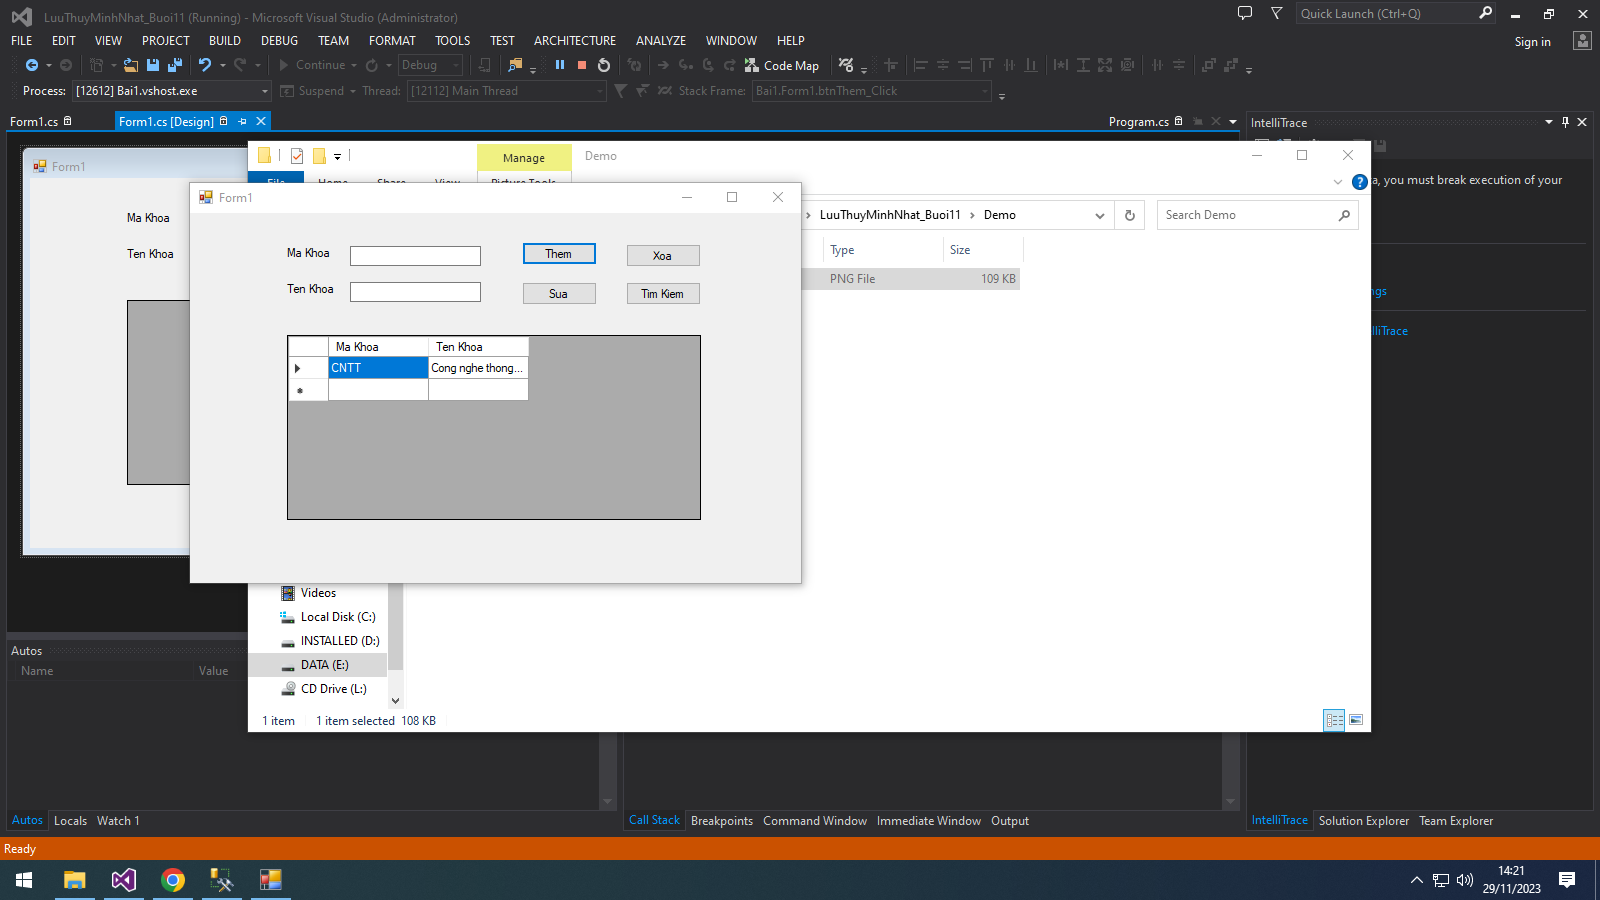 LuuThuyMinhNhat_Buoi11 (Running) - Microsoft Visual Studio (Administrator)
Quick Launch (Ctrl+Q)
FILE EDIT VIEW PROJECT BUILD DEBUG TEAM FORMAT TOOLS TEST ARCHITECTURE ANALYZE WINDOW HELP
Sign in
Continue Debug Code Map
Process: [12612] Bai1.vshost.exe Suspend Thread: [12112] Main Thread Stack Frame: Bai1.Form1.btnThem_Click
Form1.cs Form1.cs [Design] Program.cs
IntelliTrace
Form1
Ma Khoa
Ten Khoa
Manage Demo
File Home Share View Picture Tools
, you must break execution of your
LuuThuyMinhNhat_Buoi11 Demo
Search Demo
Type Size
PNG File 109 KB
Form1
Ma Khoa Them Xoa
Ten Khoa Sua Tim Kiem
Ma Khoa Ten Khoa
CNTT Cong nghe thong...
Videos
Local Disk (C:)
INSTALLED (D:)
DATA (E:)
CD Drive (L:)
1 item 1 item selected 108 KB
Autos
Name Value
Autos Locals Watch 1
Call Stack Breakpoints Command Window Immediate Window Output
IntelliTrace Solution Explorer Team Explorer
Ready
14:21
29/11/2023